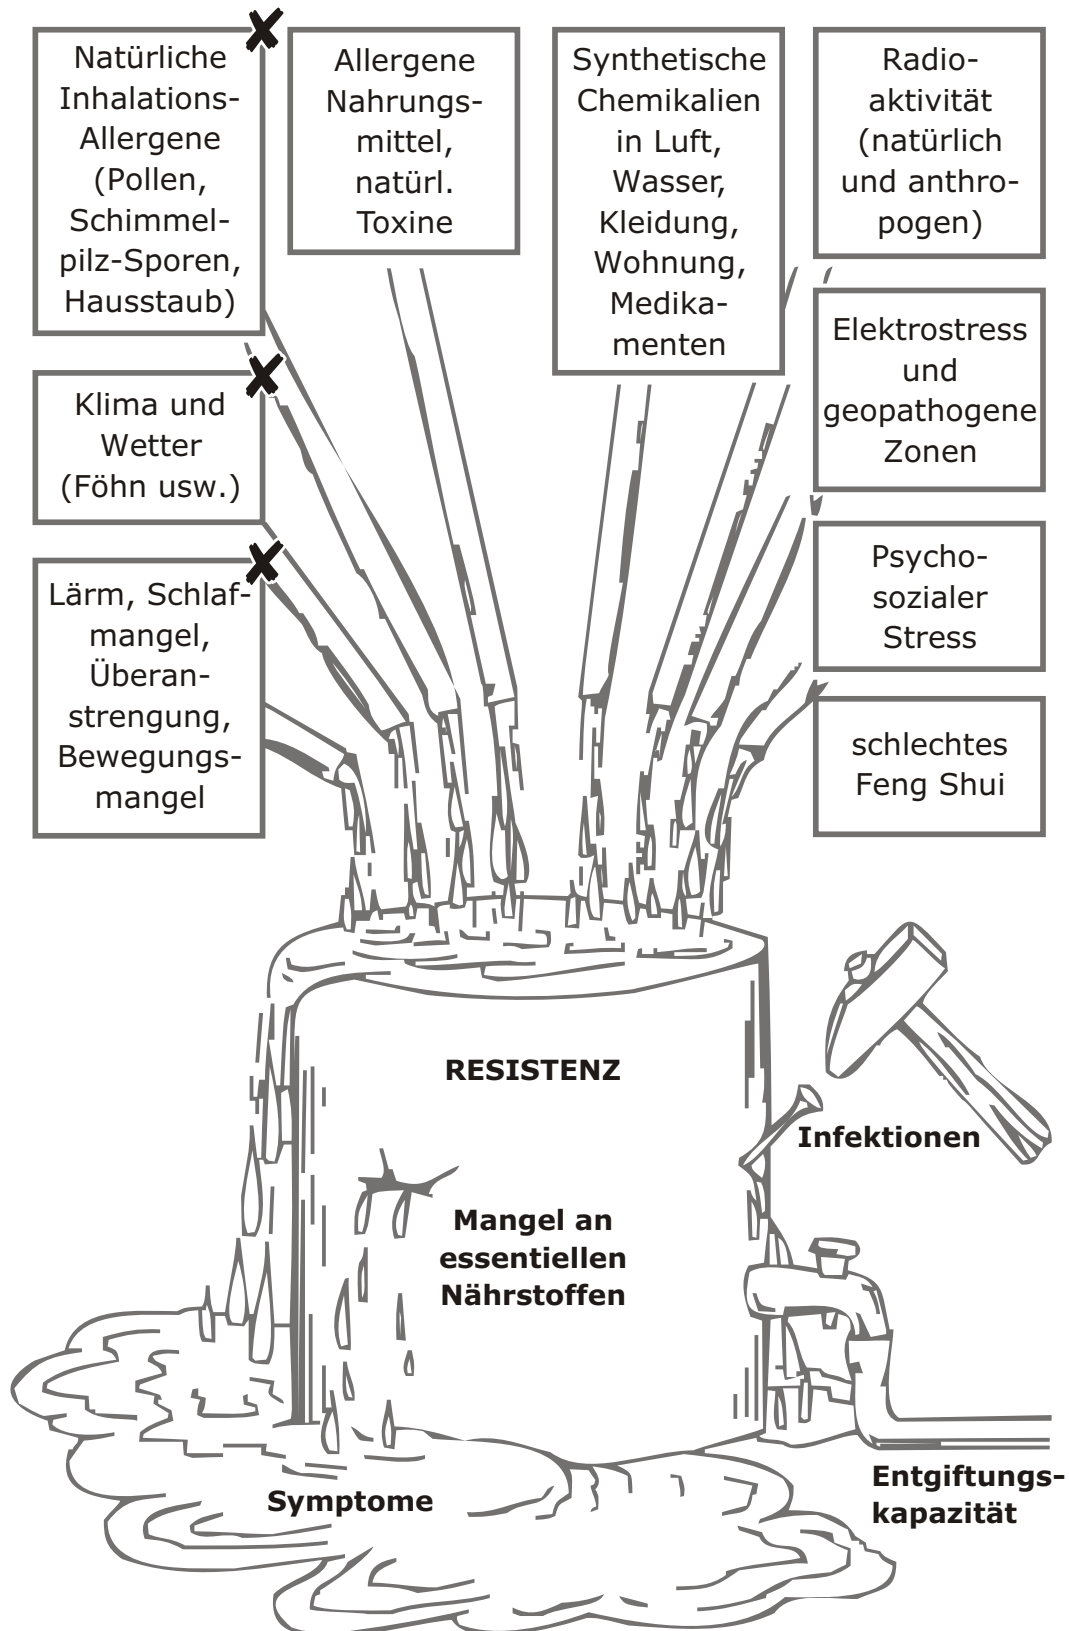 Natürliche
Inhalations-
Allergene
(Pollen,
Schimmel-
pilz-Sporen,
Hausstaub)
Allergene
Nahrungs-
mittel,
natürl.
Toxine
Synthetische
Chemikalien
in Luft,
Wasser,
Kleidung,
Wohnung,
Medika-
menten
Radio-
aktivität
(natürlich
und anthro-
pogen)
Klima und
Wetter
(Föhn usw.)
Elektrostress
und
geopathogene
Zonen
Lärm, Schlaf-
mangel,
Überan-
strengung,
Bewegungs-
mangel
Psycho-
sozialer
Stress
schlechtes
Feng Shui
RESISTENZ
Infektionen
Mangel an
essentiellen
Nährstoffen
Symptome
Entgiftungs-
kapazität